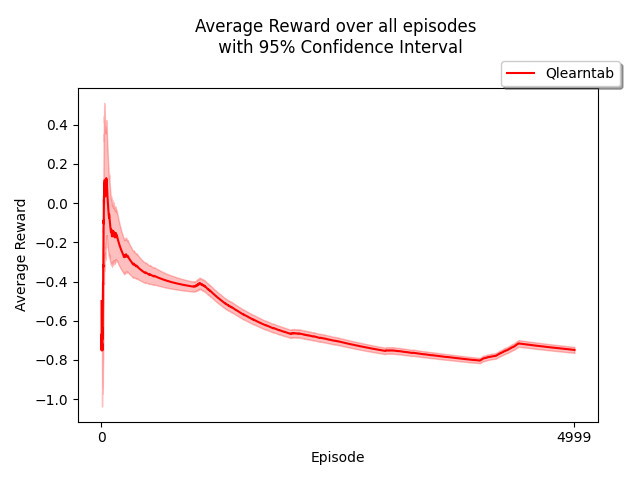 Average Reward over all episodes
with 95% Confidence Interval
Qlearntab
0.4
0.2
0.0
−0.2
−0.4
−0.6
−0.8
−1.0
Average Reward
0
4999
Episode